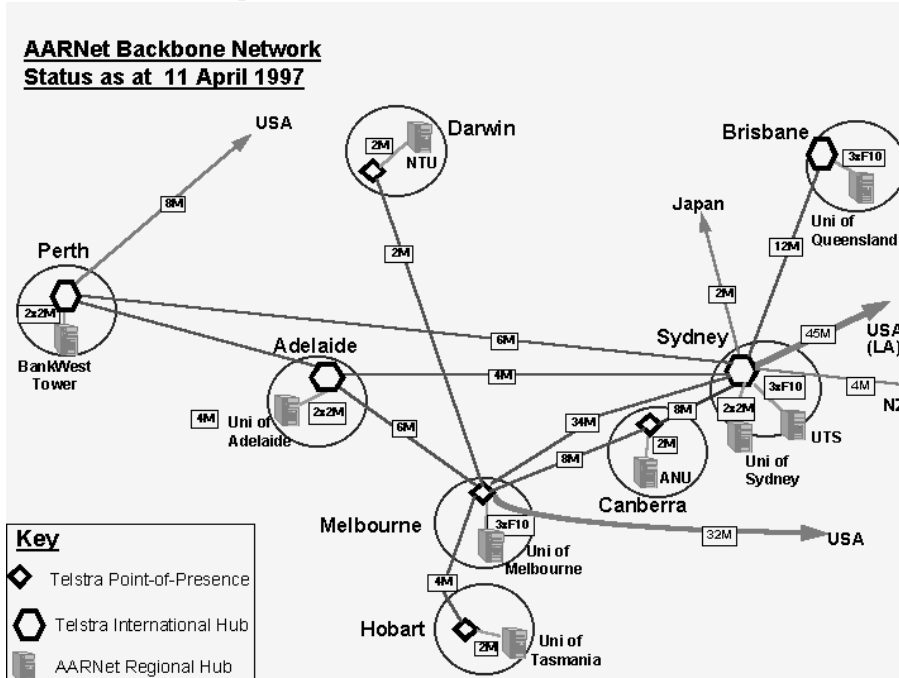 AARNet Backbone Network
Status as at 11 April 1997
USA
8M
Darwin
2M
NTU
Brisbane
3xF10
Uni of
Queensland
Japan
2M
12M
2M
Perth
2x2M
BankWest
Tower
6M
Sydney
45M
USA
(LA)
Adelaide
4M
3xF10
4M
NZ
2x2M
Uni of
Adelaide
4M
6M
34M
8M
2x2M
UTS
Uni of
Sydney
8M
2M
ANU
Canberra
Melbourne
3xF10
Uni of
Melbourne
32M
USA
4M
Hobart
2M
Uni of
Tasmania
Key
Telstra Point-of-Presence
Telstra International Hub
AARNet Regional Hub